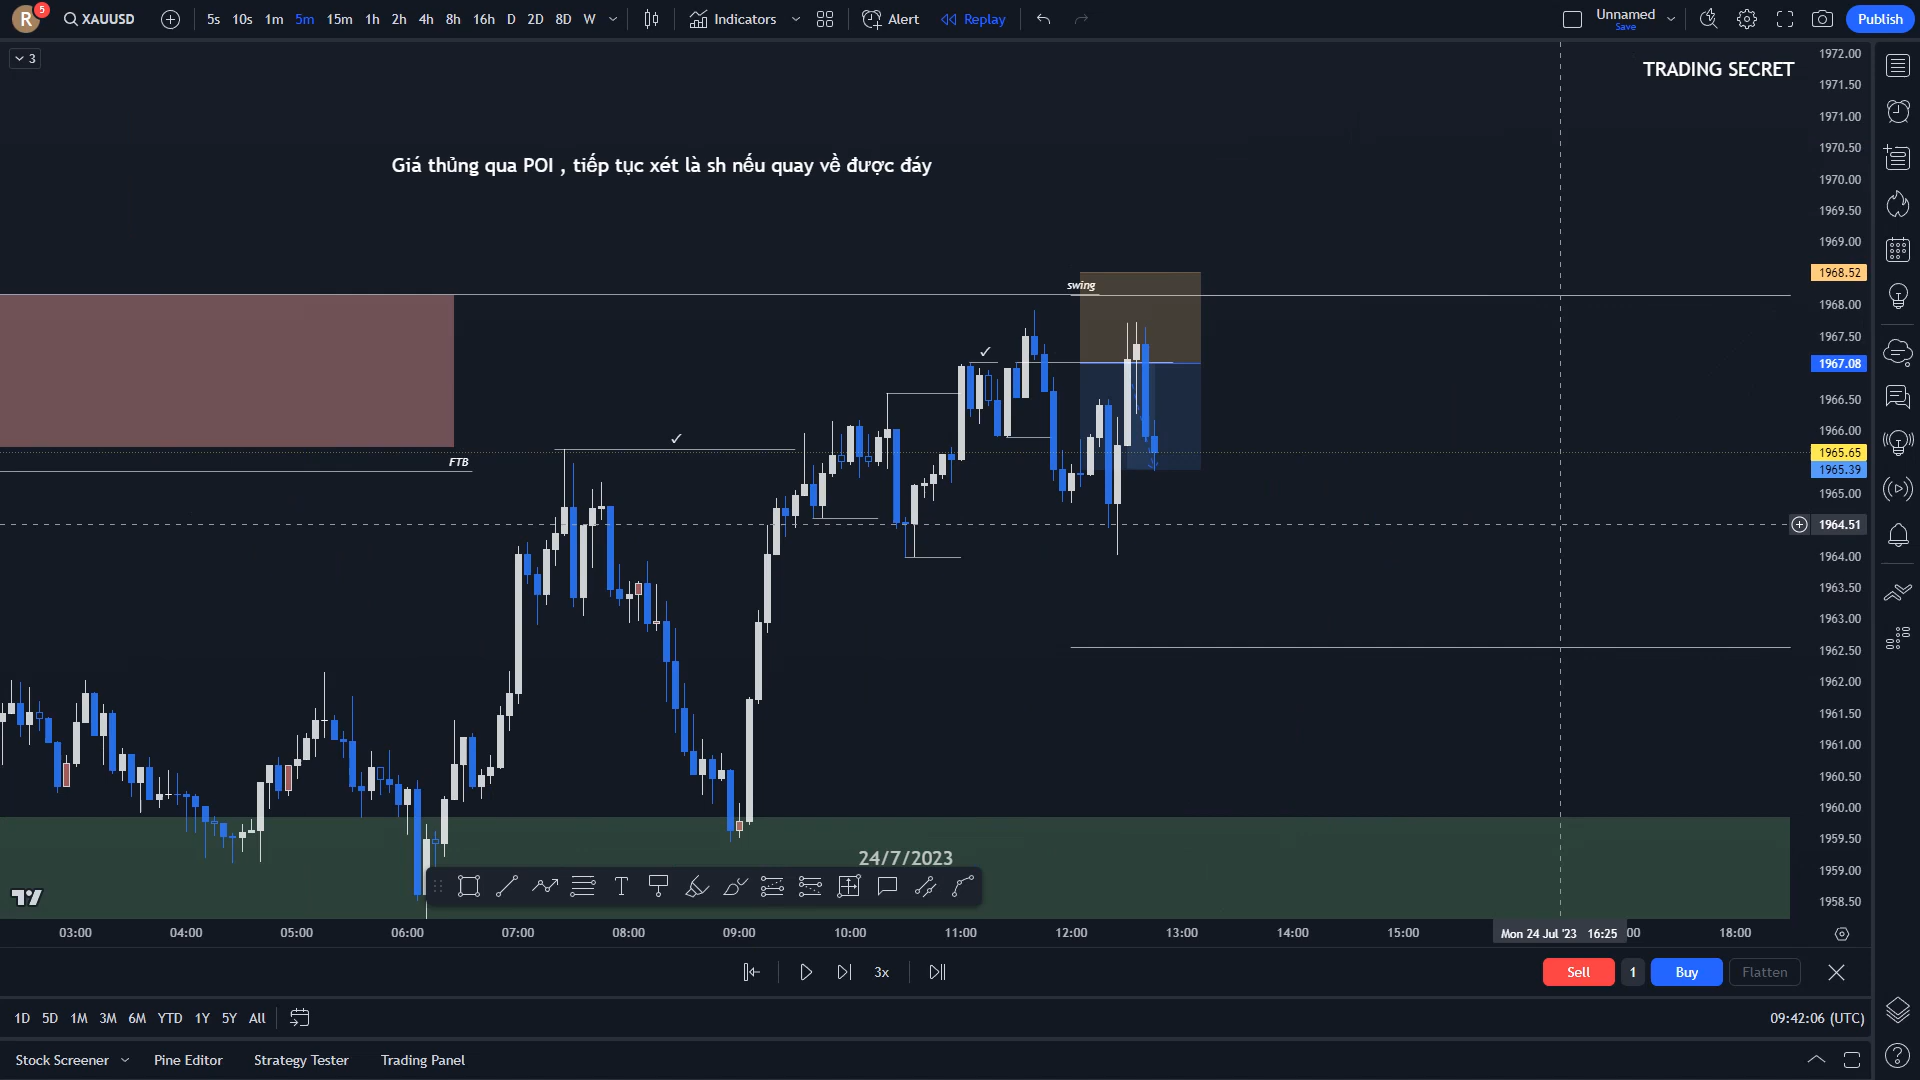 R
5
XAUUSD
5s 10s 1m 5m 15m 1h 2h 4h 8h 16h D 2D 8D W
Indicators
Alert
Replay
Unnamed
Save
Publish
3
TRADING SECRET
Giá thủng qua POI , tiếp tục xét là sh nếu quay về được đáy
swing
✓
✓
FTB
24/7/2023
1972.00
1971.50
1971.00
1970.50
1970.00
1969.50
1969.00
1968.52
1968.00
1967.50
1967.08
1966.50
1966.00
1965.65
1965.39
1965.00
1964.51
1964.00
1963.50
1963.00
1962.50
1962.00
1961.50
1961.00
1960.50
1960.00
1959.50
1959.00
1958.50
03:00 04:00 05:00 06:00 07:00 08:00 09:00 10:00 11:00 12:00 13:00 14:00 15:00 Mon 24 Jul '23 16:25 :00 18:00
3x
Sell 1 Buy Flatten
1D 5D 1M 3M 6M YTD 1Y 5Y All
09:42:06 (UTC)
Stock Screener Pine Editor Strategy Tester Trading Panel